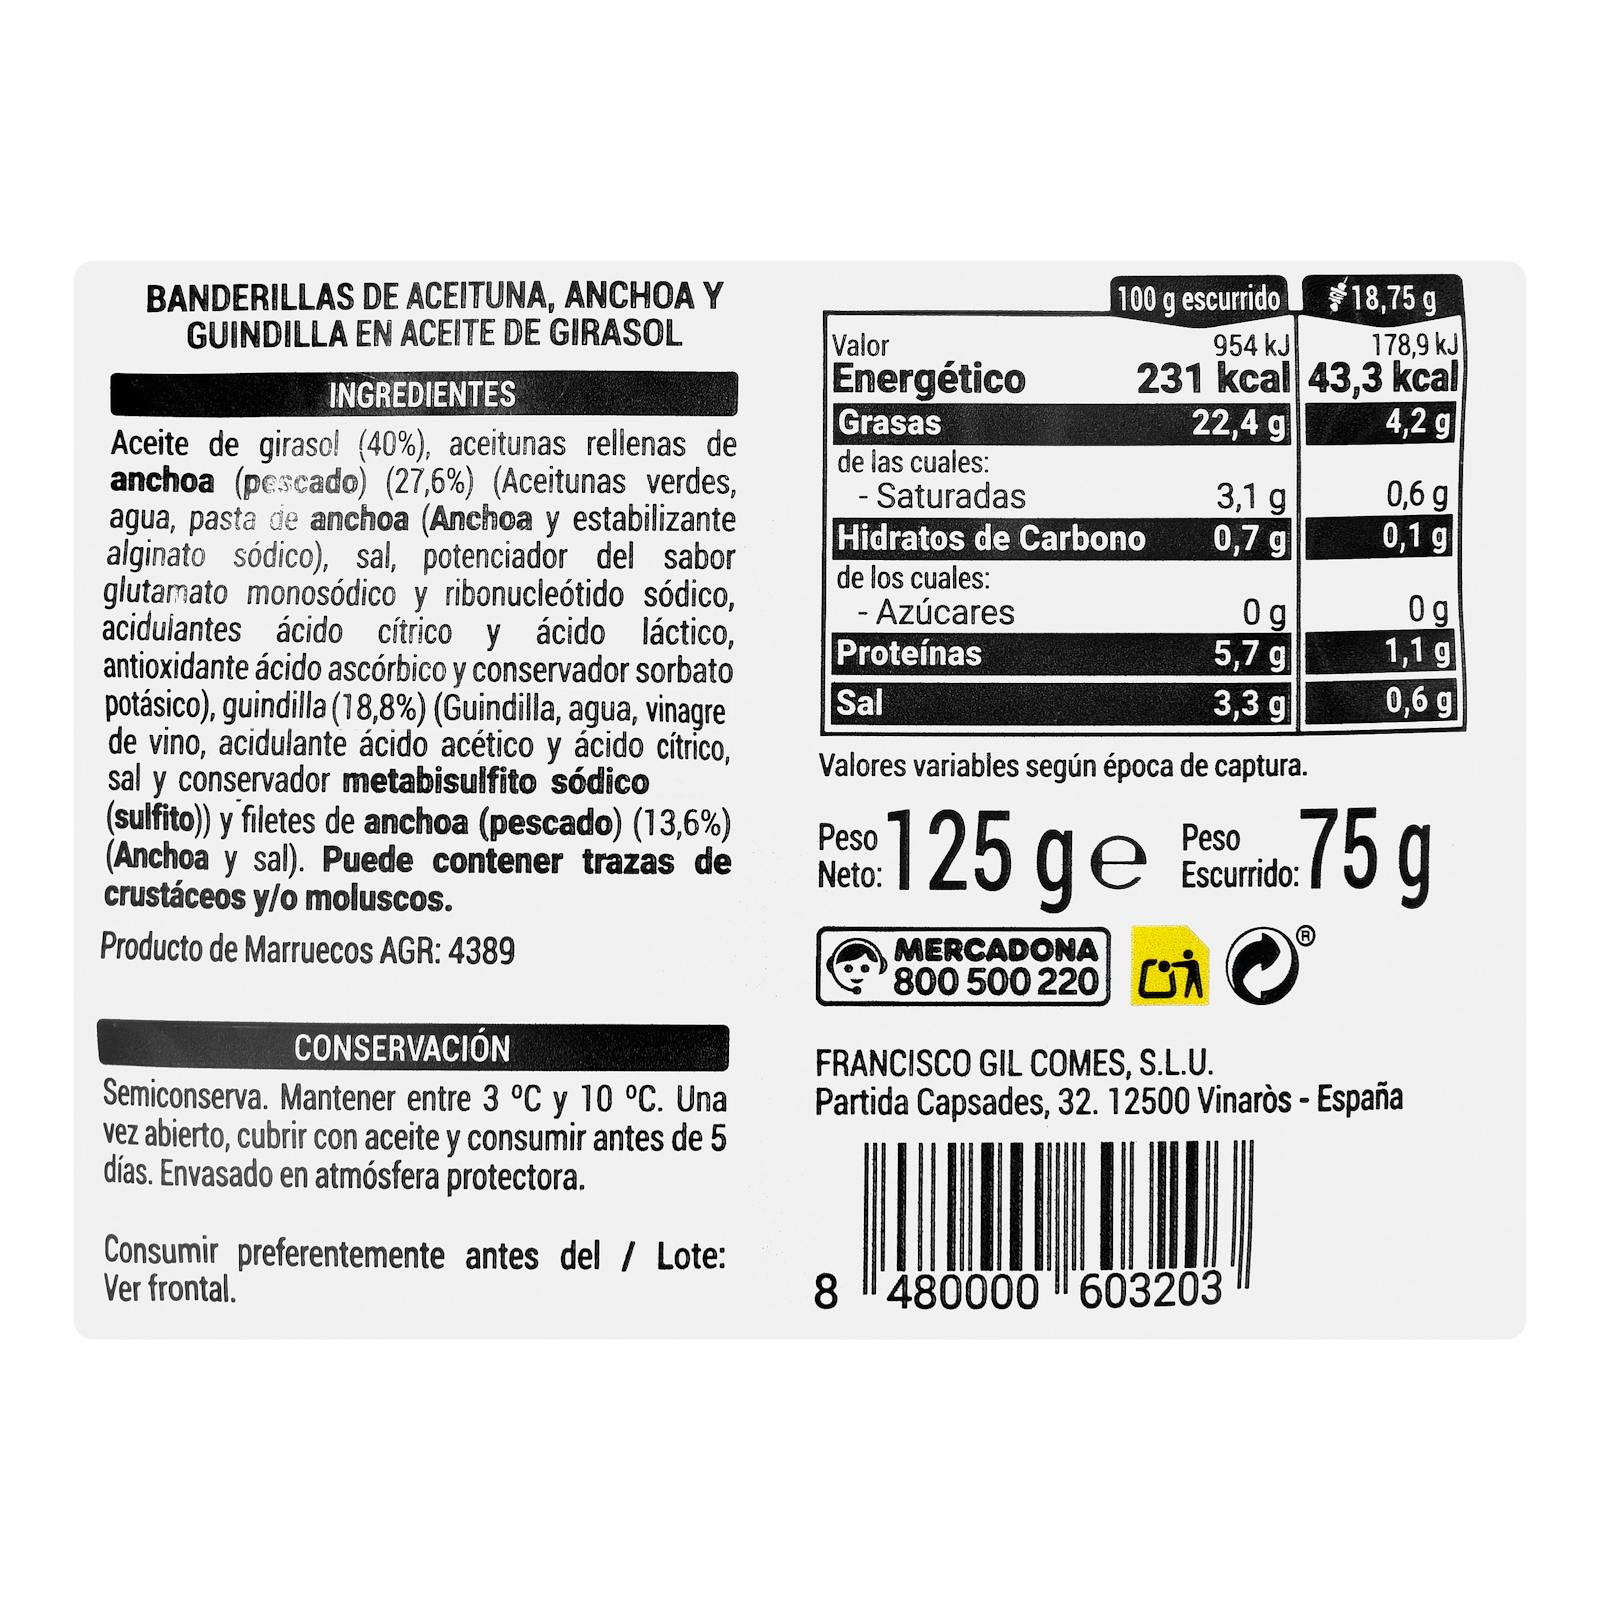 BANDERILLAS DE ACEITUNA, ANCHOA Y
GUINDILLA EN ACEITE DE GIRASOL
INGREDIENTES
Aceite de girasol (40%), aceitunas rellenas de
anchoa (pescado) (27,6%) (Aceitunas verdes,
agua, pasta de anchoa (Anchoa y estabilizante
alginato sódico), sal, potenciador del sabor
glutamato monosódico y ribonucleótido sódico,
acidulantes ácido cítrico y ácido láctico,
antioxidante ácido ascórbico y conservador sorbato
potásico), guindilla (18,8%) (Guindilla, agua, vinagre
de vino, acidulante ácido acético y ácido cítrico,
sal y conservador metabisulfito sódico
(sulfito)) y filetes de anchoa (pescado) (13,6%)
(Anchoa y sal). Puede contener trazas de
crustáceos y/o moluscos.
Producto de Marruecos AGR: 4389
CONSERVACIÓN
Semiconserva. Mantener entre 3 ºC y 10 ºC. Una
vez abierto, cubrir con aceite y consumir antes de 5
días. Envasado en atmósfera protectora.
Consumir preferentemente antes del / Lote:
Ver frontal.
100 g escurrido 18,75 g
Valor 954 kJ 178,9 kJ
Energético 231 kcal 43,3 kcal
Grasas 22,4 g 4,2 g
de las cuales:
- Saturadas 3,1 g 0,6 g
Hidratos de Carbono 0,7 g 0,1 g
de los cuales:
- Azúcares 0 g 0 g
Proteínas 5,7 g 1,1 g
Sal 3,3 g 0,6 g
Valores variables según época de captura.
Peso Neto: 125 g e Peso Escurrido: 75 g
MERCADONA
800 500 220
®
FRANCISCO GIL COMES, S.L.U.
Partida Capsades, 32. 12500 Vinaròs - España
8 480000 603203